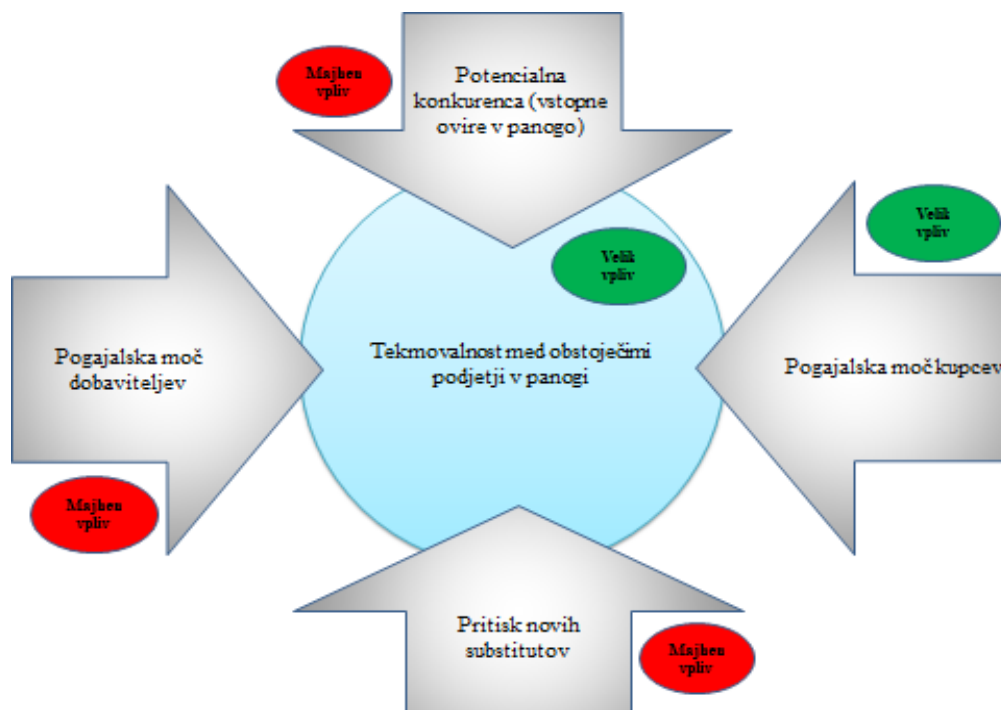 Majhen
vpliv
Potencialna
konkurenca (vstopne
ovire v panogo)
Velik
vpliv
Velik
vpliv
Tekmovalnost med obstoječimi
podjetji v panogi
Pogajalska moč
dobaviteljev
Pogajalska moč kupcev
Majhen
vpliv
Pritisk novih
substitutov
Majhen
vpliv